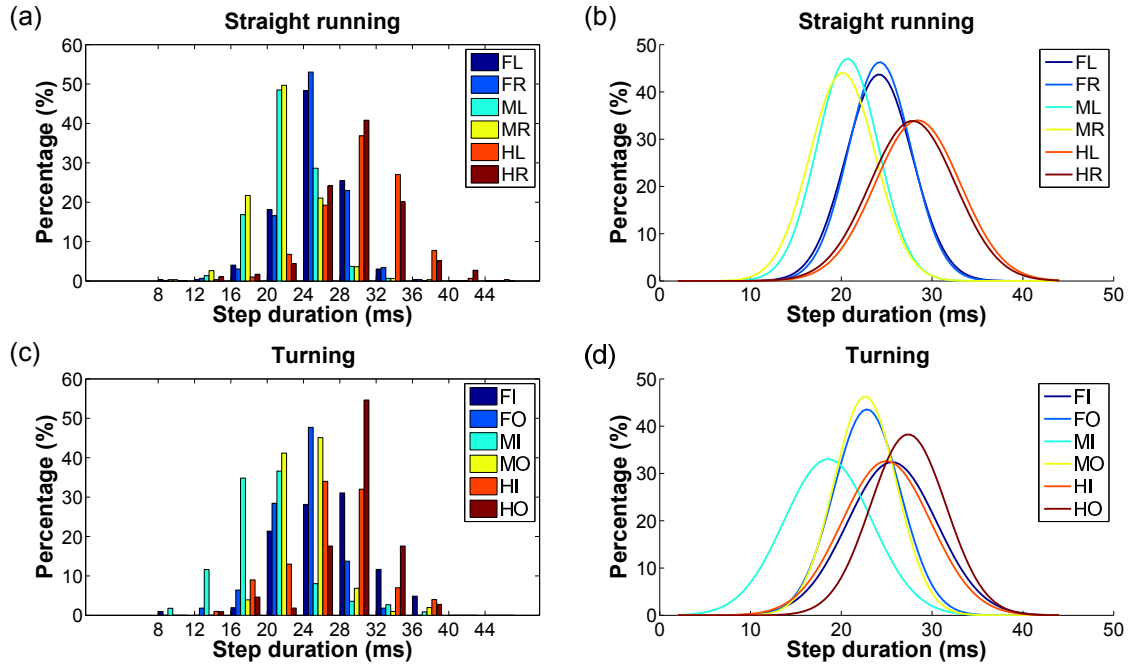 (a)
Straight running
Percentage (%)
60
50
40
30
20
10
0
8 12 16 20 24 28 32 36 40 44
Step duration (ms)
FL
FR
ML
MR
HL
HR
(b)
Straight running
Percentage (%)
50
40
30
20
10
0
0 10 20 30 40 50
Step duration (ms)
FL
FR
ML
MR
HL
HR
(c)
Turning
Percentage (%)
60
50
40
30
20
10
0
8 12 16 20 24 28 32 36 40 44
Step duration (ms)
FI
FO
MI
MO
HI
HO
(d)
Turning
Percentage (%)
50
40
30
20
10
0
0 10 20 30 40 50
Step duration (ms)
FI
FO
MI
MO
HI
HO